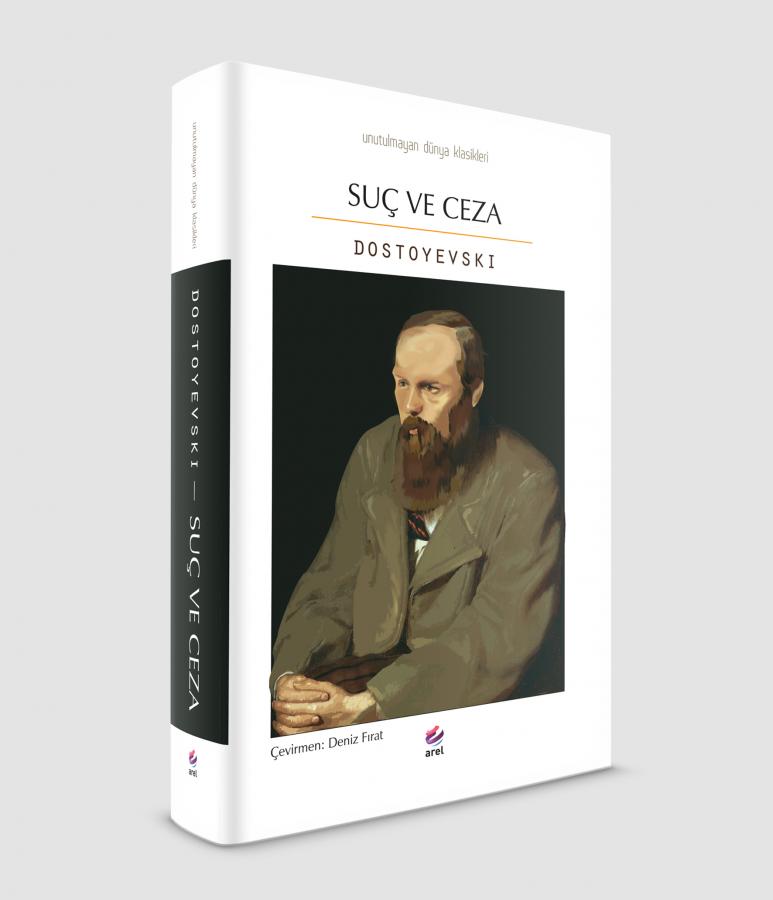 unutulmayan dünya klasikleri
SUÇ VE CEZA
DOSTOYEVSKI
Çevirmen: Deniz Fırat
arel
unutulmayan dünya klasikleri
DOSTOYEVSKI — SUÇ VE CEZA
arel